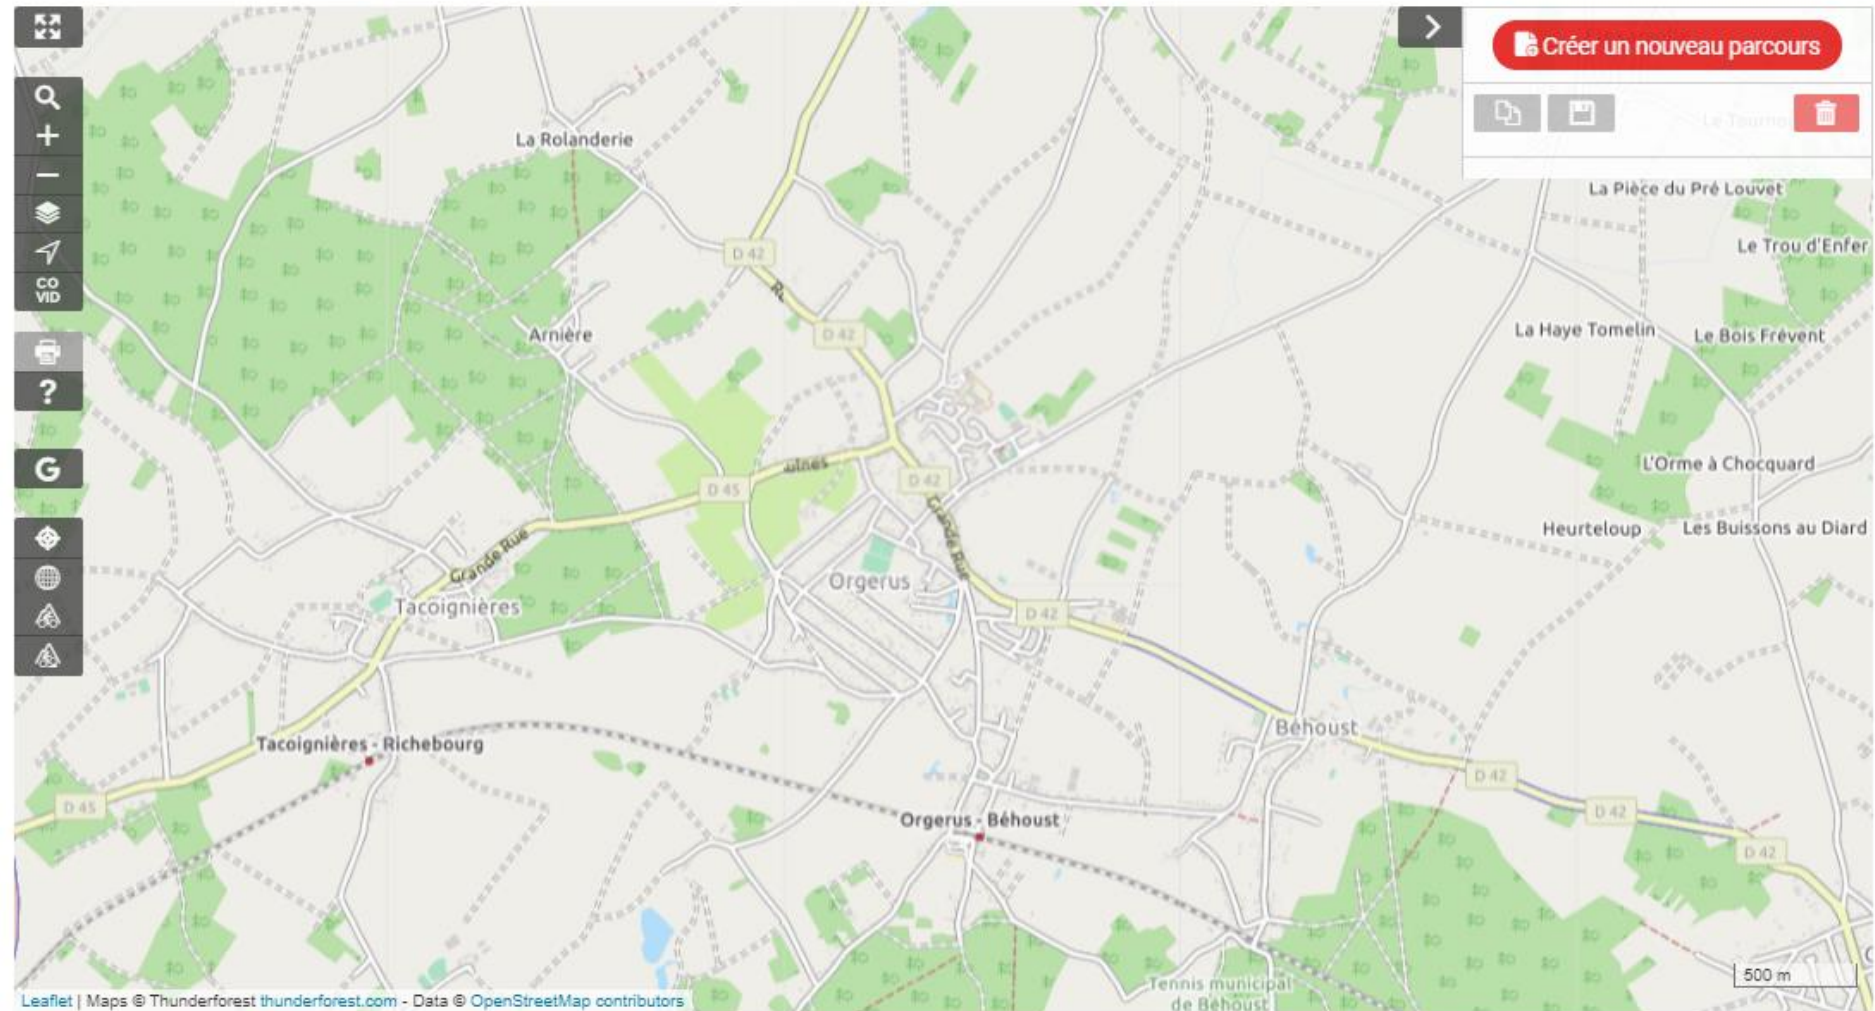 Créer un nouveau parcours
La Rolanderie
La Pièce du Pré Louvet
Le Trou d'Enfer
D 42
CO
VID
D 42
Arnière
La Haye Tomelin
Le Bois Frévent
?
G
L'Orme à Chocquard
D 45
D 42
Grande Rue
Heurteloup
Les Buissons au Diard
Grande Rue
Orgerus
Tacoignières
D 42
Béhoust
Tacoignières - Richebourg
D 42
D 45
D 42
Orgerus - Béhoust
D 42
500 m
Tennis municipal
de Béhoust
Leaflet | Maps © Thunderforest thunderforest.com - Data © OpenStreetMap contributors